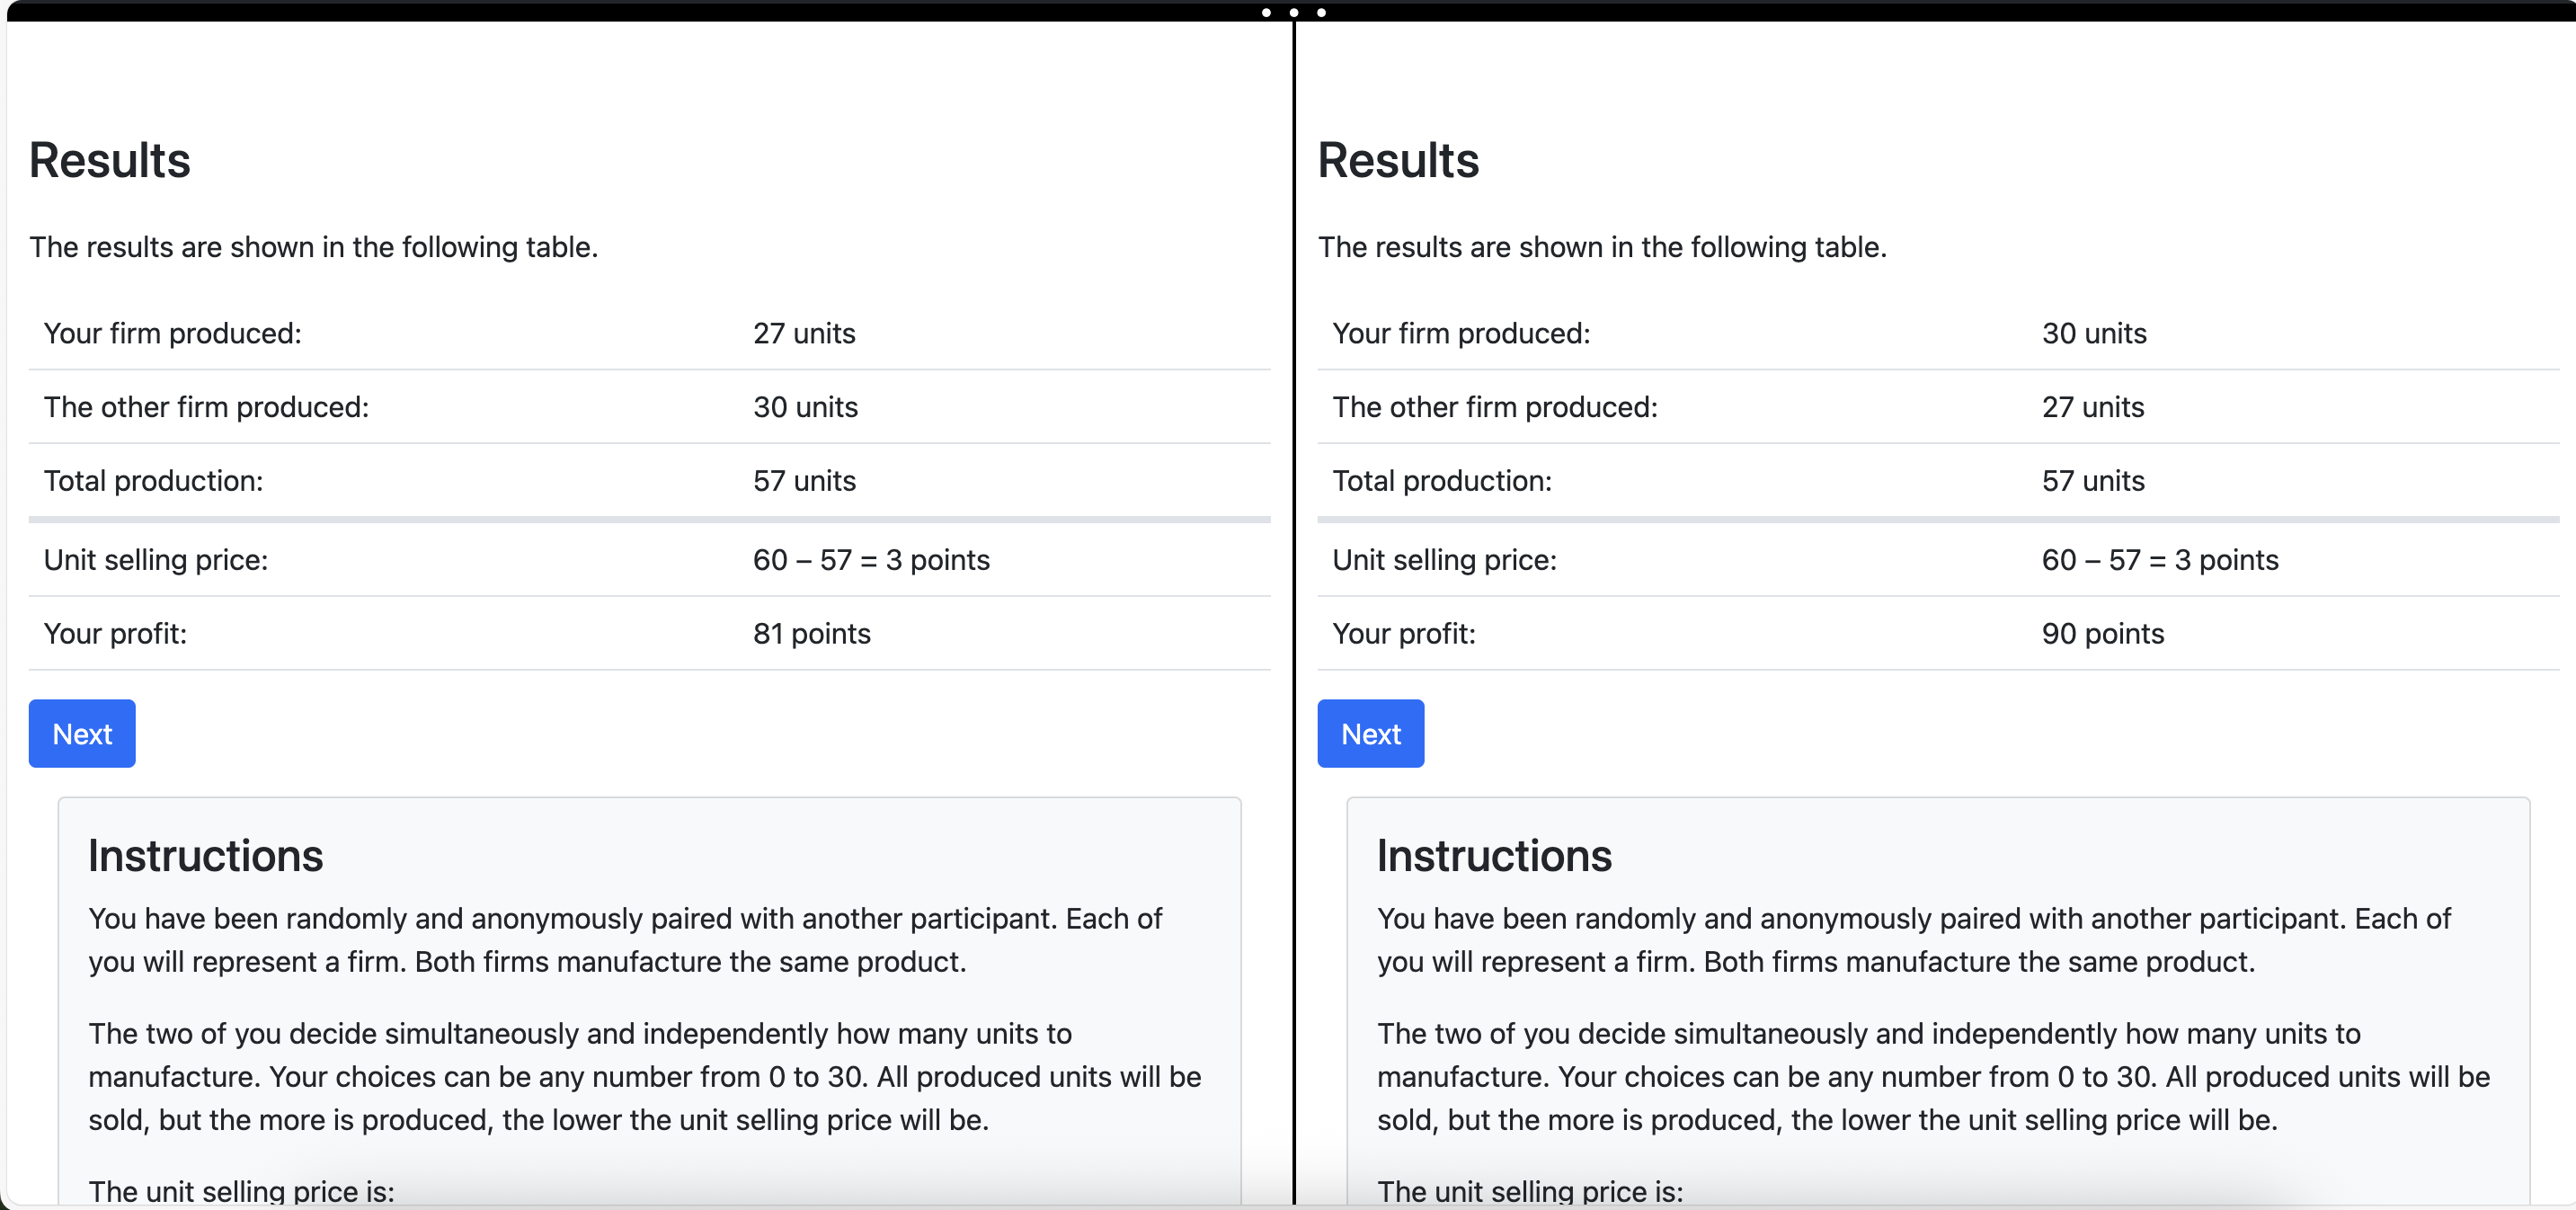 Results
The results are shown in the following table.
Your firm produced: 27 units
The other firm produced: 30 units
Total production: 57 units
Unit selling price: 60 – 57 = 3 points
Your profit: 81 points
Next
Instructions
You have been randomly and anonymously paired with another participant. Each of
you will represent a firm. Both firms manufacture the same product.
The two of you decide simultaneously and independently how many units to
manufacture. Your choices can be any number from 0 to 30. All produced units will be
sold, but the more is produced, the lower the unit selling price will be.
The unit selling price is:
Results
The results are shown in the following table.
Your firm produced: 30 units
The other firm produced: 27 units
Total production: 57 units
Unit selling price: 60 – 57 = 3 points
Your profit: 90 points
Next
Instructions
You have been randomly and anonymously paired with another participant. Each of
you will represent a firm. Both firms manufacture the same product.
The two of you decide simultaneously and independently how many units to
manufacture. Your choices can be any number from 0 to 30. All produced units will be
sold, but the more is produced, the lower the unit selling price will be.
The unit selling price is: